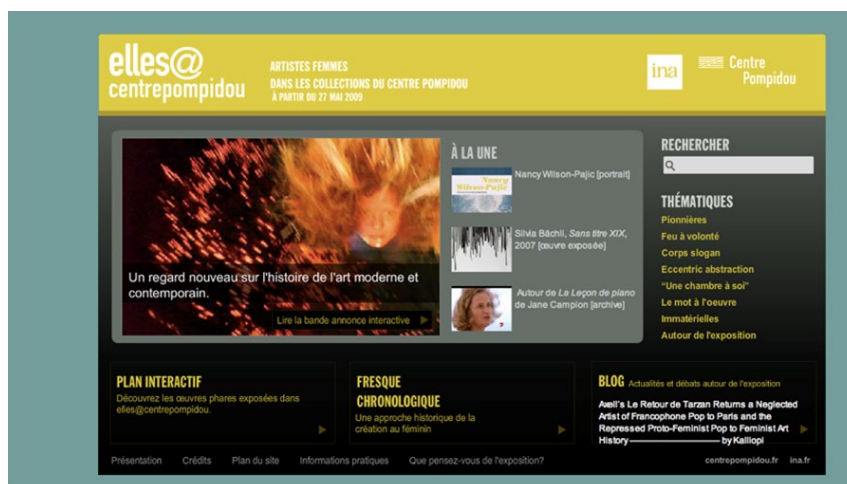 elles@
centrepompidou
ARTISTES FEMMES
DANS LES COLLECTIONS DU CENTRE POMPIDOU
À PARTIR DU 27 MAI 2009
ina
Centre
Pompidou
Un regard nouveau sur l'histoire de l'art moderne et
contemporain.
Lire la bande annonce interactive
À LA UNE
Nancy
Wilson-Pajic
Nancy Wilson-Pajic [portrait]
Silvia Bächli, Sans titre XIX,
2007 [œuvre exposée]
Autour de La Leçon de piano
de Jane Campion [archive]
RECHERCHER
THÉMATIQUES
Pionnières
Feu à volonté
Corps slogan
Eccentric abstraction
"Une chambre à soi"
Le mot à l'oeuvre
Immatérielles
Autour de l'exposition
PLAN INTERACTIF
Découvrez les œuvres phares exposées dans
elles@centrepompidou.
FRESQUE
CHRONOLOGIQUE
Une approche historique de la
création au féminin
BLOG Actualités et débats autour de l'exposition
Axell's Le Retour de Tarzan Returns a Neglected
Artist of Francophone Pop to Paris and the
Repressed Proto-Feminist Pop to Feminist Art
History by Kalliopi
Présentation Crédits Plan du site Informations pratiques Que pensez-vous de l'exposition?
centrepompidou.fr ina.fr